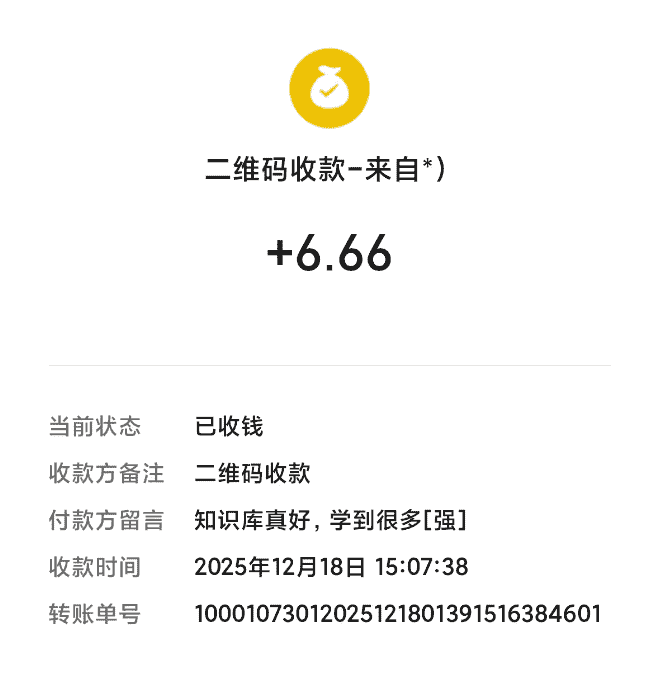 二维码收款-来自*)
+6.66
当前状态 已收钱
收款方备注 二维码收款
付款方留言 知识库真好，学到很多[强]
收款时间 2025年12月18日 15:07:38
转账单号 1000107301202512180139151638​4601